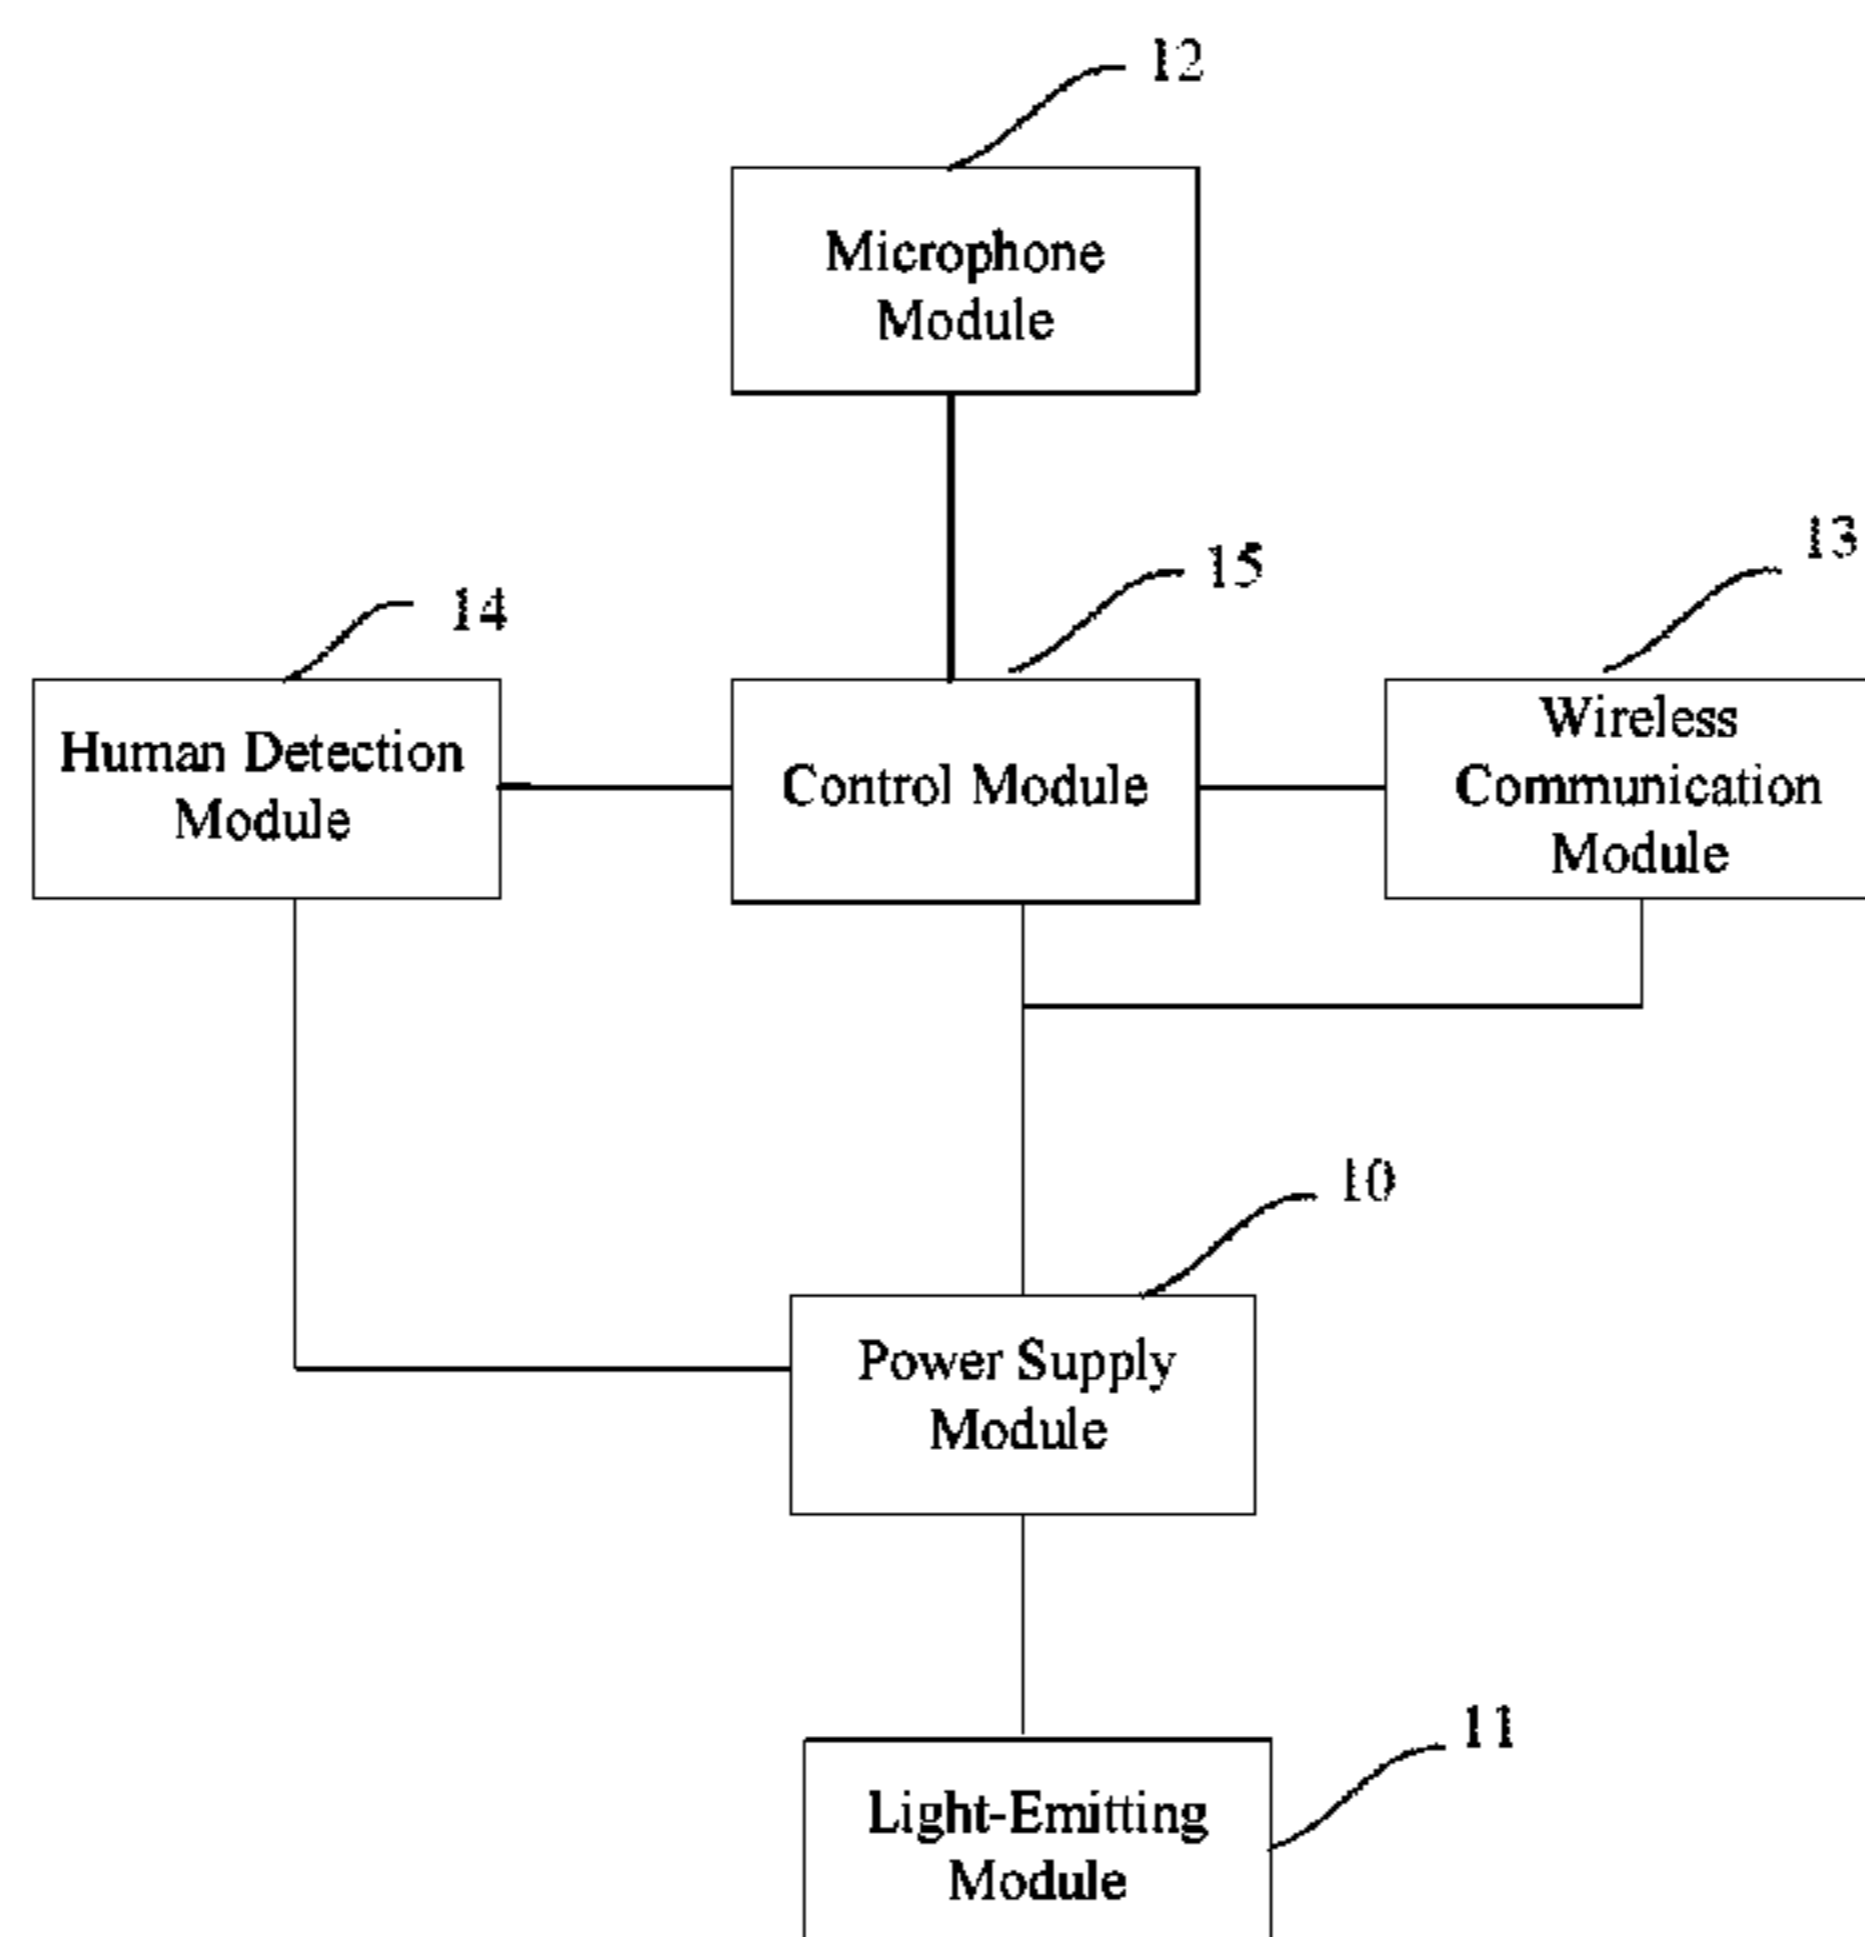 12
Microphone
Module
15
13
14
Human Detection
Module
Control Module
Wireless
Communication
Module
10
Power Supply
Module
11
Light-Emitting
Module